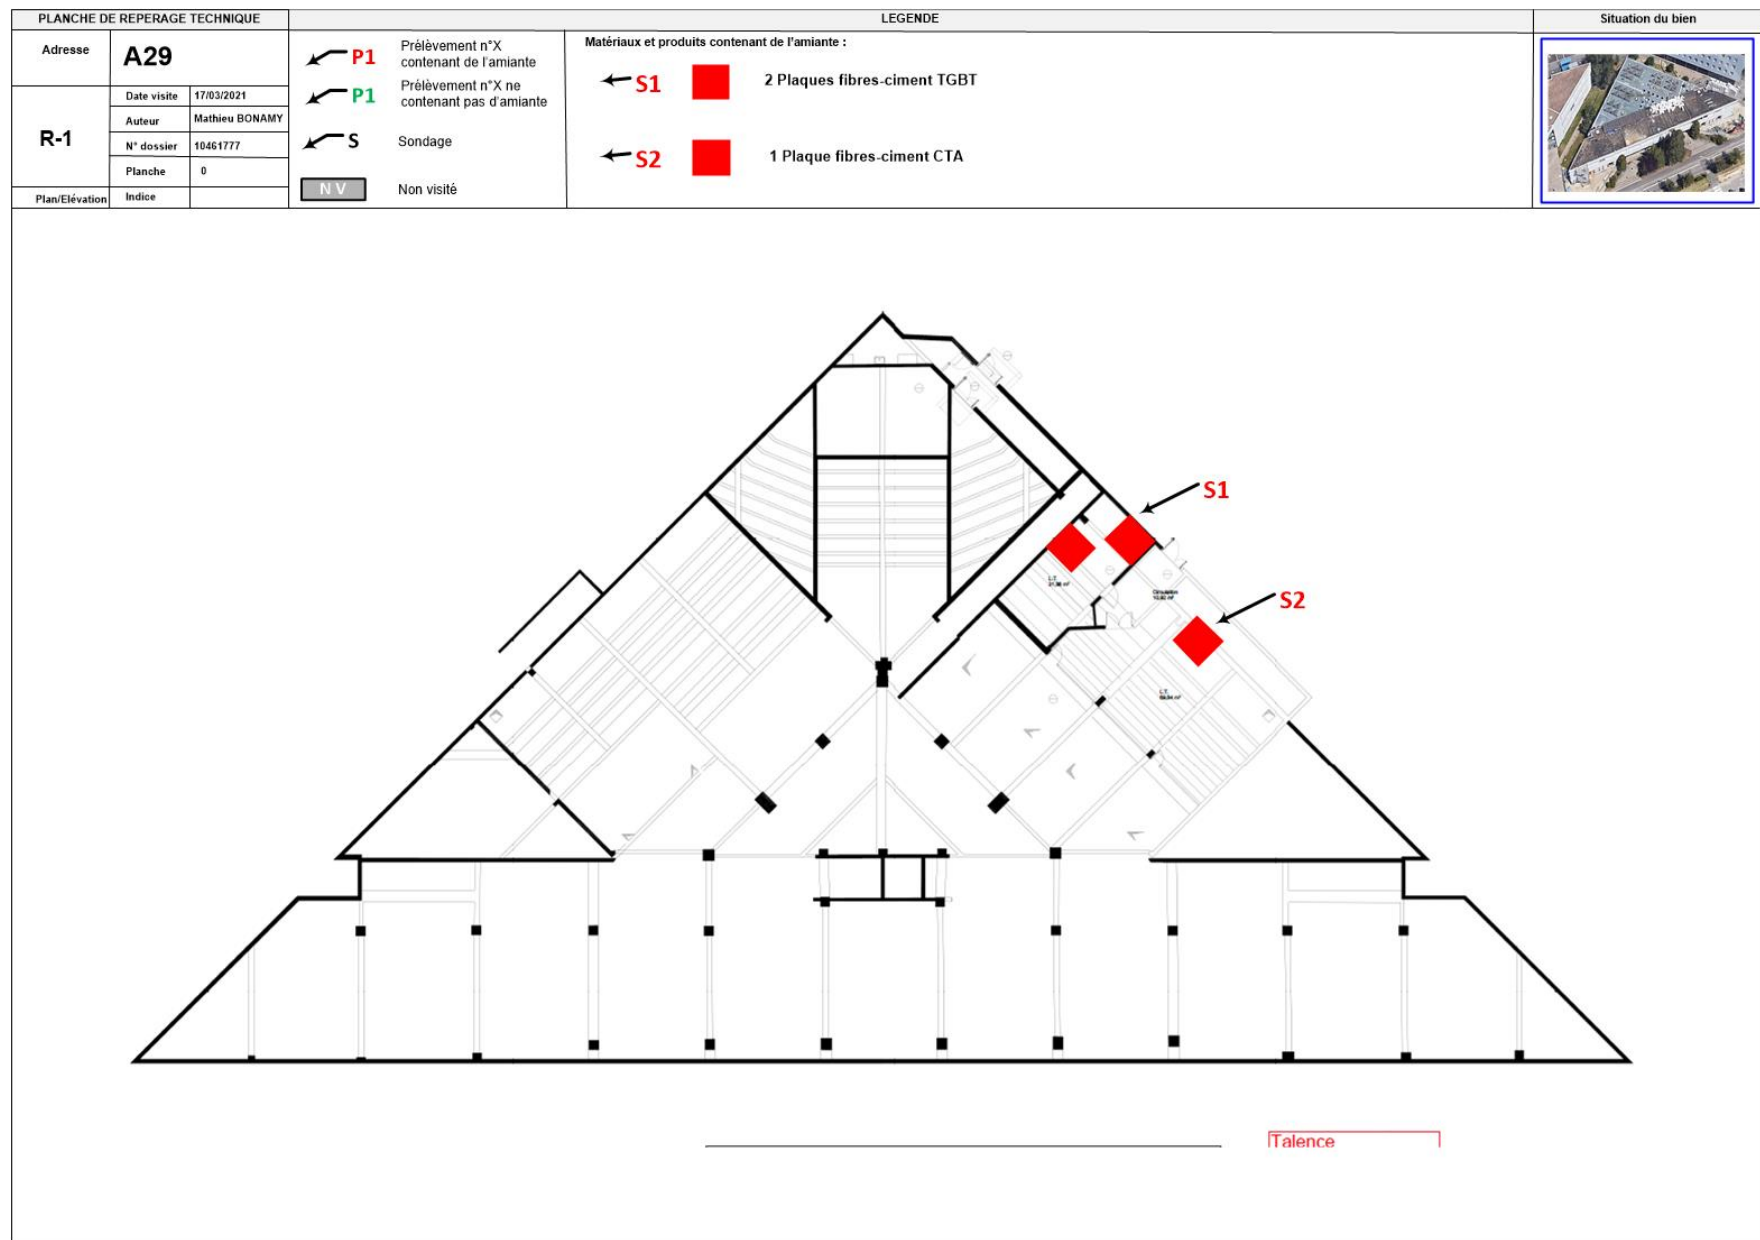 PLANCHE DE REPERAGE TECHNIQUE
LEGENDE
Situation du bien
Adresse
A29
R-1
Date visite 17/03/2021
Auteur Mathieu BONAMY
N° dossier 10461777
Planche 0
Plan/Elévation
Indice
P1
Prélèvement n°X
contenant de l'amiante
P1
Prélèvement n°X ne
contenant pas d'amiante
S
Sondage
N V
Non visité
Matériaux et produits contenant de l'amiante :
S1
2 Plaques fibres-ciment TGBT
S2
1 Plaque fibres-ciment CTA
S1
S2
L.T.
Circulation
L.T.
Talence